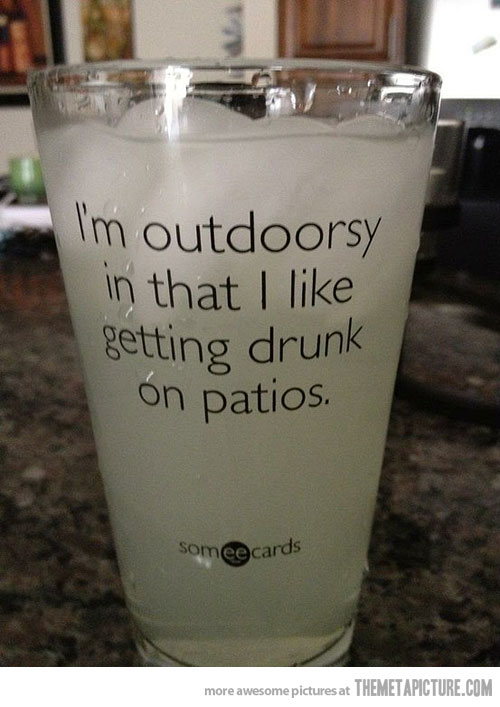 I'm outdoorsy
in that I like
getting drunk
on patios.
someecards
more awesome pictures at THEMETAPICTURE.COM